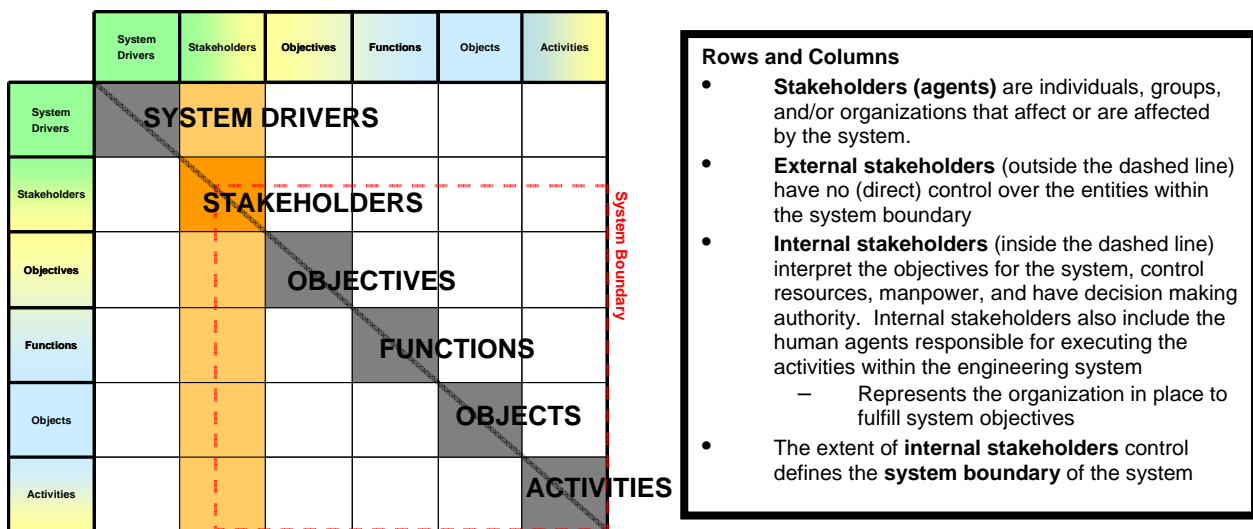 System
Drivers
Stakeholders
Objectives
Functions
Objects
Activities
System
Drivers
SYSTEM DRIVERS
Stakeholders
STAKEHOLDERS
System Boundary
Objectives
OBJECTIVES
Functions
FUNCTIONS
Objects
OBJECTS
Activities
ACTIVITIES
Rows and Columns
• Stakeholders (agents) are individuals, groups,
and/or organizations that affect or are affected
by the system.
• External stakeholders (outside the dashed line)
have no (direct) control over the entities within
the system boundary
• Internal stakeholders (inside the dashed line)
interpret the objectives for the system, control
resources, manpower, and have decision making
authority. Internal stakeholders also include the
human agents responsible for executing the
activities within the engineering system
– Represents the organization in place to
fulfill system objectives
• The extent of internal stakeholders control
defines the system boundary of the system